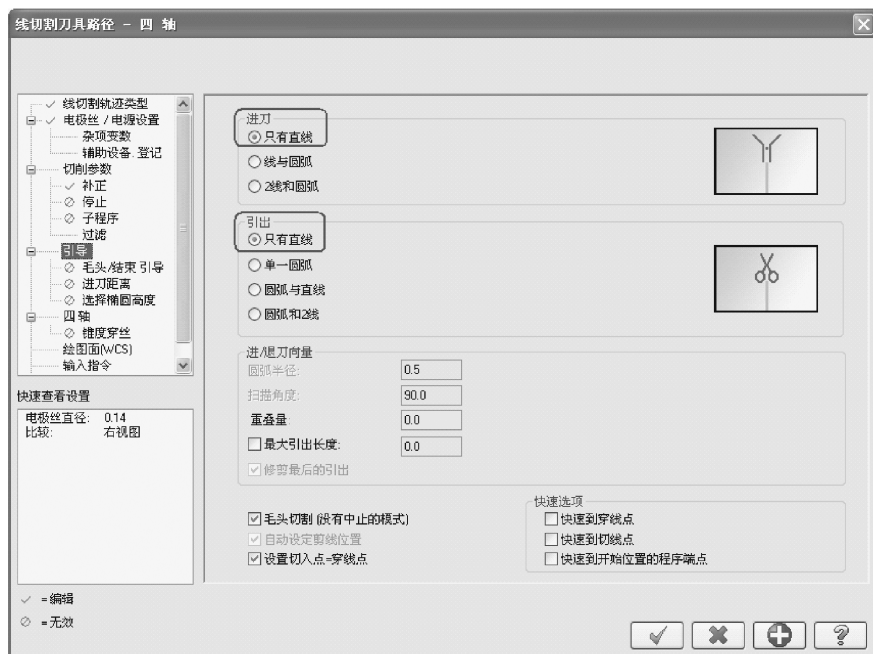 线切割刀具路径 - 四 轴
线切割轨迹类型
电极丝 / 电源设置
杂项变数
辅助设备.登记
切削参数
补正
停止
子程序
过滤
引导
毛头/结束 引导
进刀距离
选择椭圆高度
四 轴
锥度穿丝
绘图面(WCS)
输入指令
快速查看设置
电极丝直径: 0.14
比较: 右视图
=编辑
=无效
进刀
只有直线
线与圆弧
2线和圆弧
引出
只有直线
单一圆弧
圆弧与直线
圆弧和2线
进/退刀向量
圆弧半径: 0.5
扫描角度: 90.0
重叠量: 0.0
最大引出长度: 0.0
修剪最后的引出
毛头切割 (没有中止的模式)
自动设定剪线位置
设置切入点=穿线点
快速选项
快速到穿线点
快速到切线点
快速到开始位置的程序端点